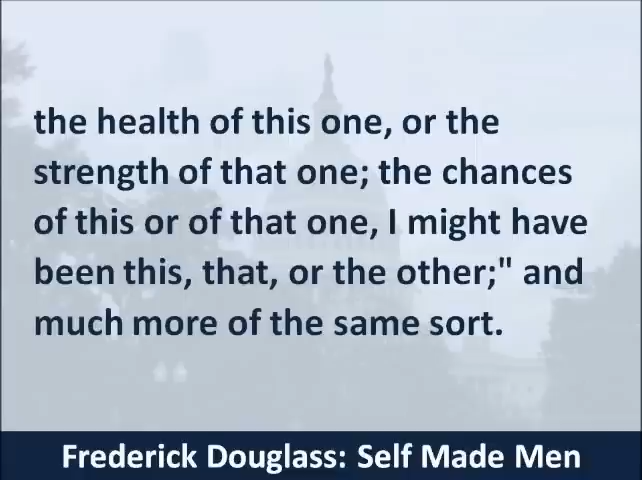 the health of this one, or the
strength of that one; the chances
of this or of that one, I might have
been this, that, or the other;" and
much more of the same sort.
Frederick Douglass: Self Made Men